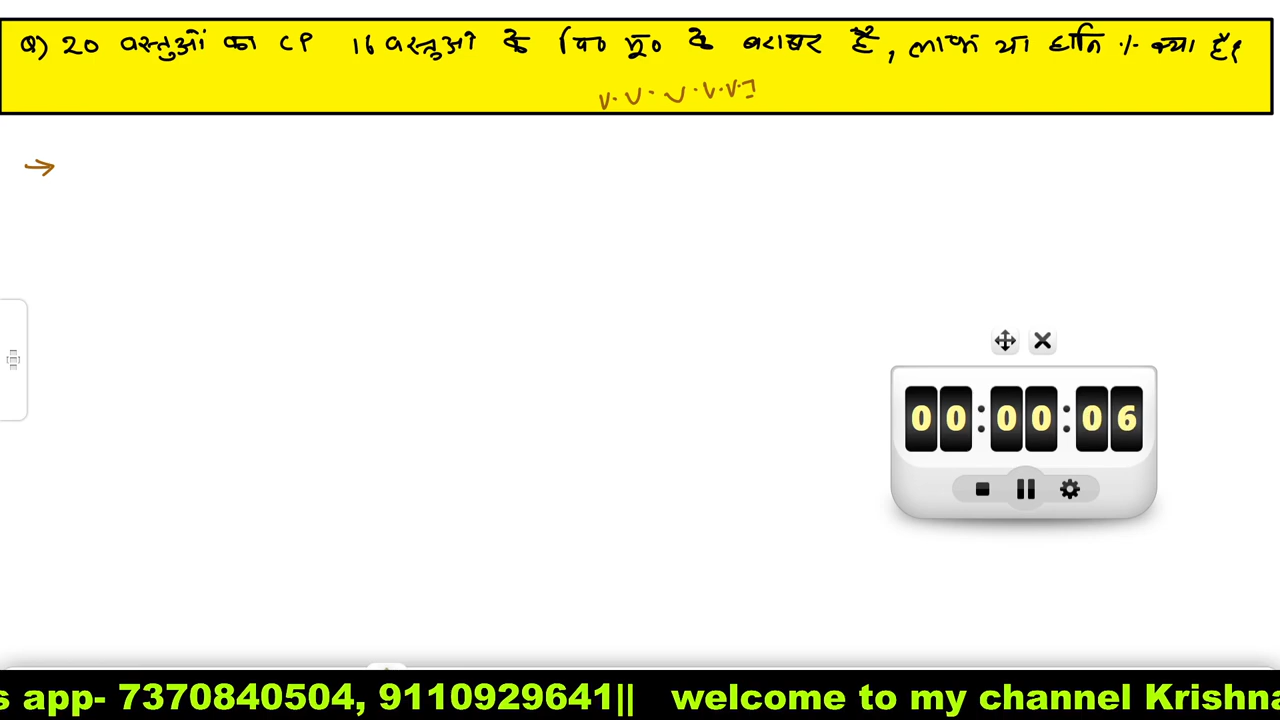 Q) 20 वस्तुओं का CP 16 वस्तुओं के वि० मू० के बराबर है, लाभ या हानि % क्या है?
V.V.V.V.V.I
00:00:06
s app- 7370840504, 9110929641|| welcome to my channel Krishna